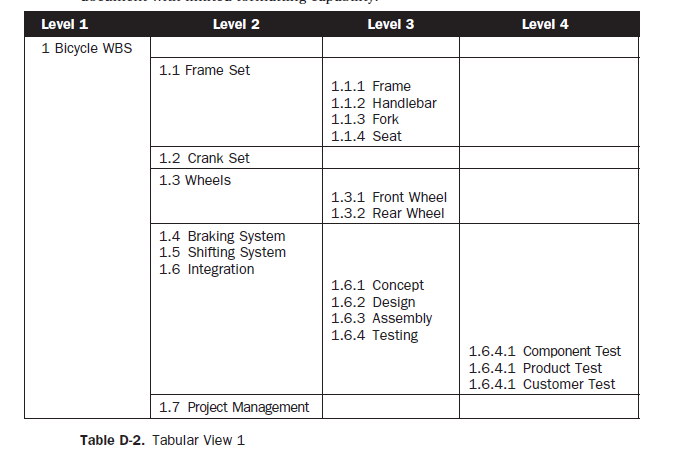 document with limited formatting capability.
Level 1 Level 2 Level 3 Level 4
1 Bicycle WBS
1.1 Frame Set
1.1.1 Frame
1.1.2 Handlebar
1.1.3 Fork
1.1.4 Seat
1.2 Crank Set
1.3 Wheels
1.3.1 Front Wheel
1.3.2 Rear Wheel
1.4 Braking System
1.5 Shifting System
1.6 Integration
1.6.1 Concept
1.6.2 Design
1.6.3 Assembly
1.6.4 Testing
1.6.4.1 Component Test
1.6.4.1 Product Test
1.6.4.1 Customer Test
1.7 Project Management
Table D-2. Tabular View 1